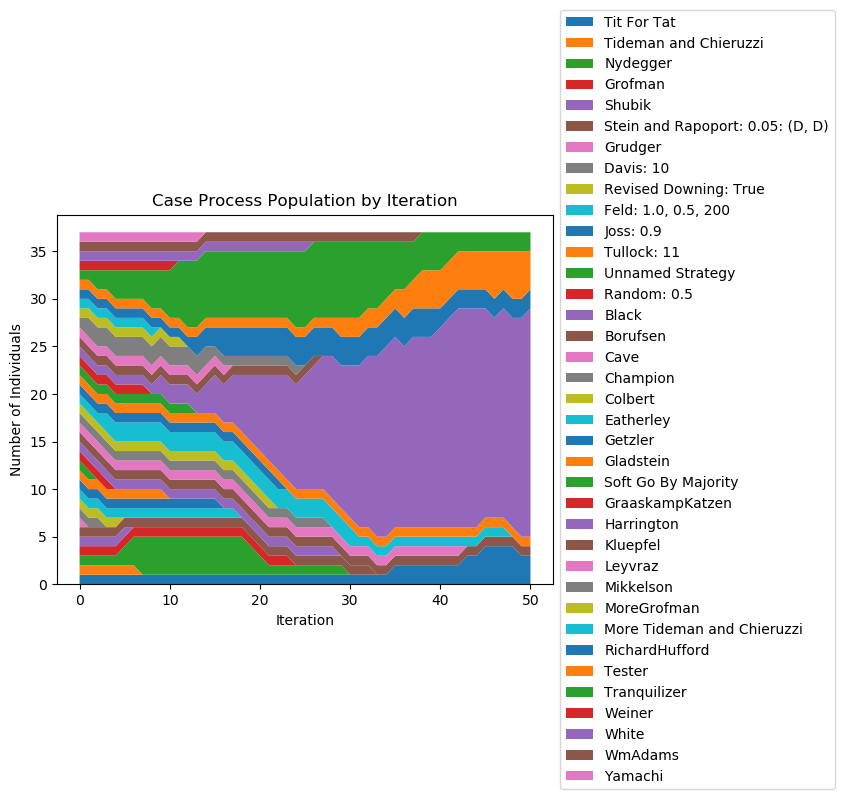 Case Process Population by Iteration
Number of Individuals
35
30
25
20
15
10
5
0
0 10 20 30 40 50
Iteration
Tit For Tat
Tideman and Chieruzzi
Nydegger
Grofman
Shubik
Stein and Rapoport: 0.05: (D, D)
Grudger
Davis: 10
Revised Downing: True
Feld: 1.0, 0.5, 200
Joss: 0.9
Tullock: 11
Unnamed Strategy
Random: 0.5
Black
Borufsen
Cave
Champion
Colbert
Eatherley
Getzler
Gladstein
Soft Go By Majority
GraaskampKatzen
Harrington
Kluepfel
Leyvraz
Mikkelson
MoreGrofman
More Tideman and Chieruzzi
RichardHufford
Tester
Tranquilizer
Weiner
White
WmAdams
Yamachi